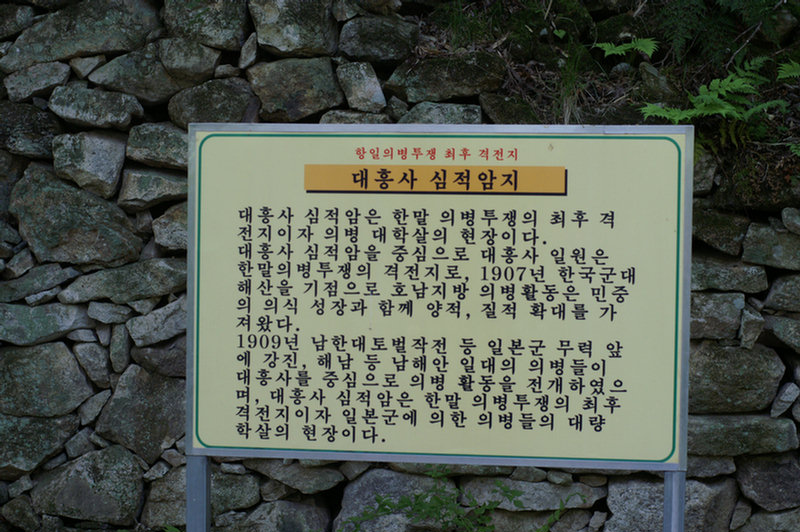 항일의병투쟁 최후 격전지
대흥사 심적암지
대흥사 심적암은 한말 의병투쟁의 최후 격
전지이자 의병 대학살의 현장이다.
대흥사 심적암을 중심으로 대흥사 일원은
한말의병투쟁의 격전지로, 1907년 한국군대
해산을 기점으로 호남지방 의병활동은 민중
의 의식 성장과 함께 양적, 질적 확대를 가
져왔다.
1909년 남한대토벌작전 등 일본군 무력 앞
에 강진, 해남 등 남해안 일대의 의병들이
대흥사를 중심으로 의병 활동을 전개하였으
며, 대흥사 심적암은 한말 의병투쟁의 최후
격전지이자 일본군에 의한 의병들의 대량
학살의 현장이다.